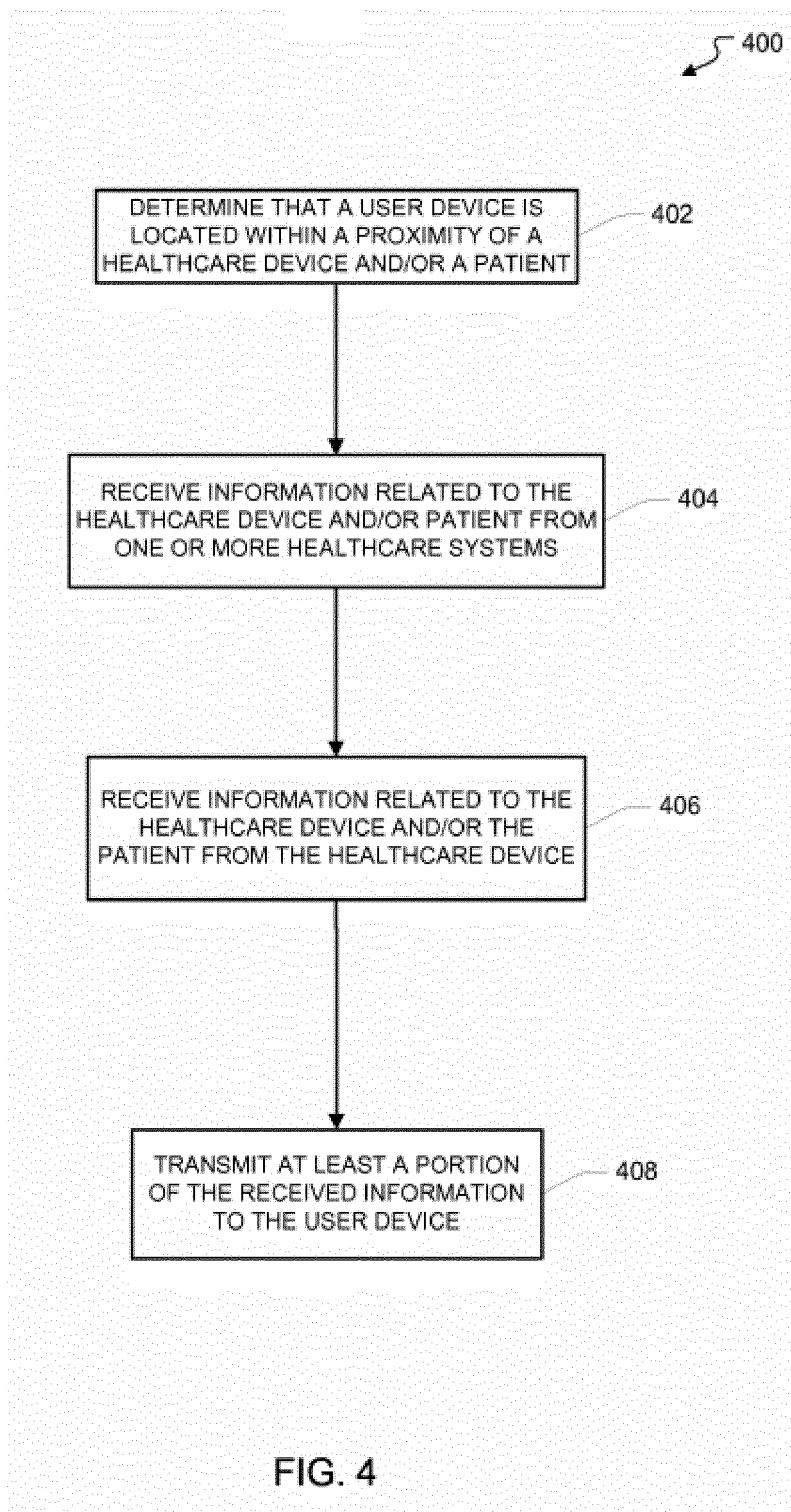 400
DETERMINE THAT A USER DEVICE IS
LOCATED WITHIN A PROXIMITY OF A
HEALTHCARE DEVICE AND/OR A PATIENT
402
RECEIVE INFORMATION RELATED TO THE
HEALTHCARE DEVICE AND/OR PATIENT FROM
ONE OR MORE HEALTHCARE SYSTEMS
404
RECEIVE INFORMATION RELATED TO THE
HEALTHCARE DEVICE AND/OR THE
PATIENT FROM THE HEALTHCARE DEVICE
406
TRANSMIT AT LEAST A PORTION
OF THE RECEIVED INFORMATION
TO THE USER DEVICE
408
FIG. 4